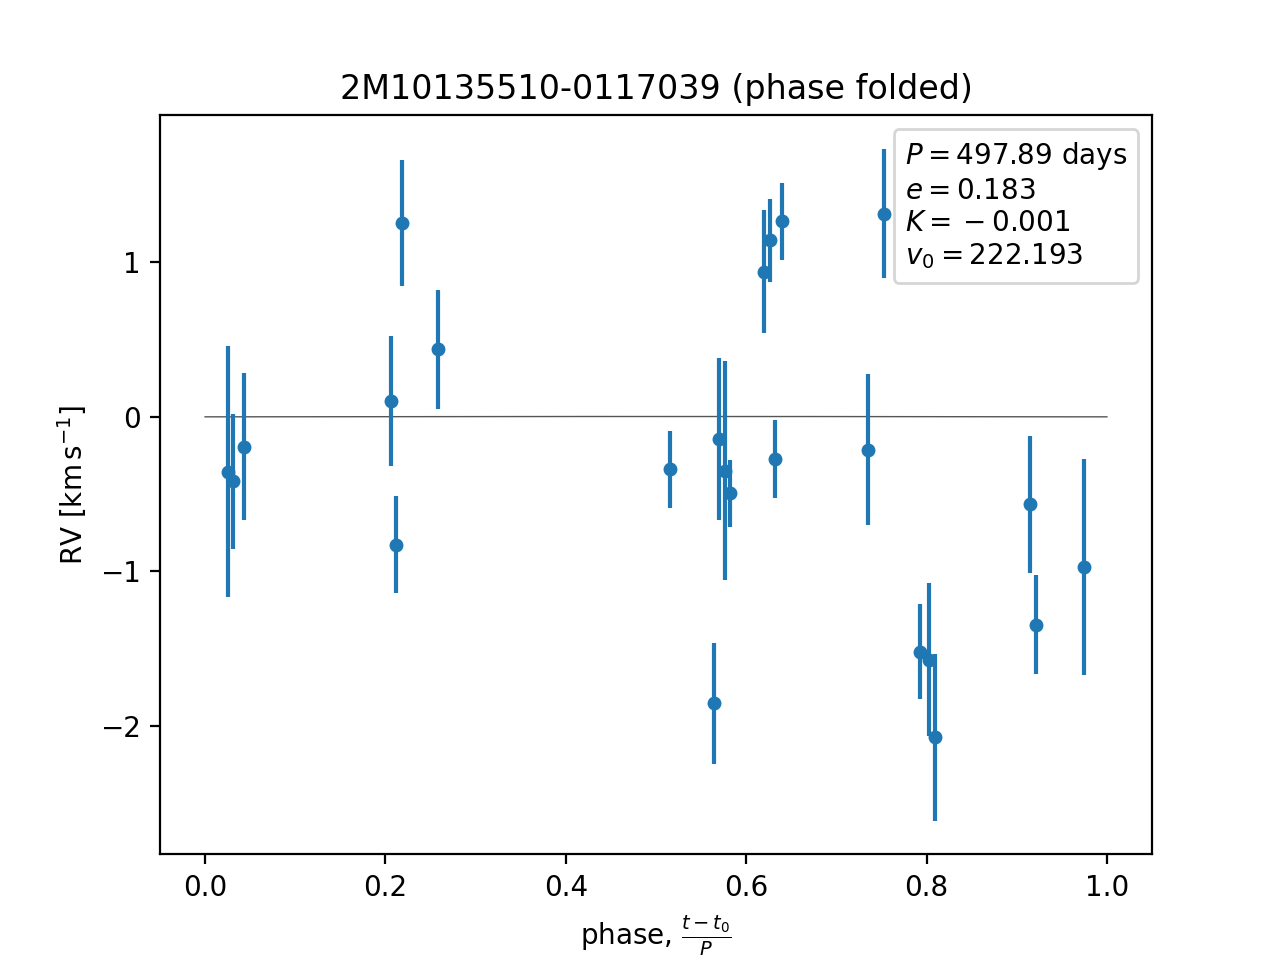 2M10135510-0117039 (phase folded)
P = 497.89 days
e = 0.183
K = −0.001
v₀ = 222.193
RV [km s⁻¹]
1
0
−1
−2
0.0 0.2 0.4 0.6 0.8 1.0
phase, (t − t₀)/P